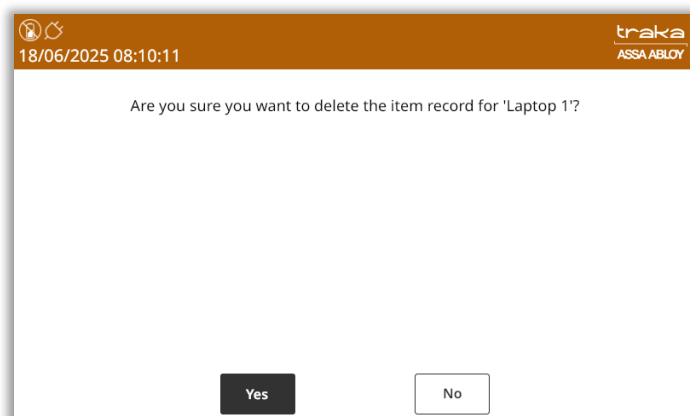 traka
18/06/2025 08:10:11
ASSA ABLOY
Are you sure you want to delete the item record for 'Laptop 1'?
Yes
No